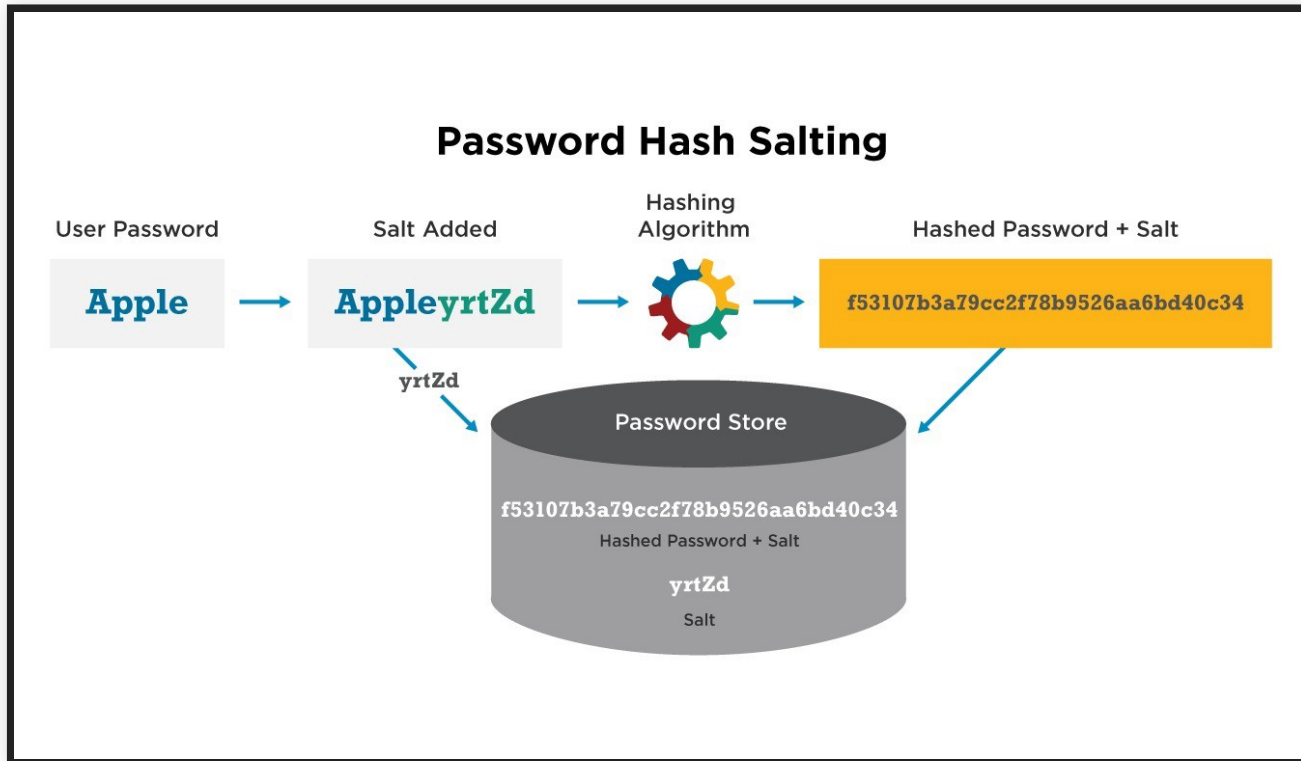 Password Hash Salting
User Password
Salt Added
Hashing
Algorithm
Hashed Password + Salt
Apple
AppleyrtZd
f53107b3a79cc2f78b9526aa6bd40c34
yrtZd
Password Store
f53107b3a79cc2f78b9526aa6bd40c34
Hashed Password + Salt
yrtZd
Salt